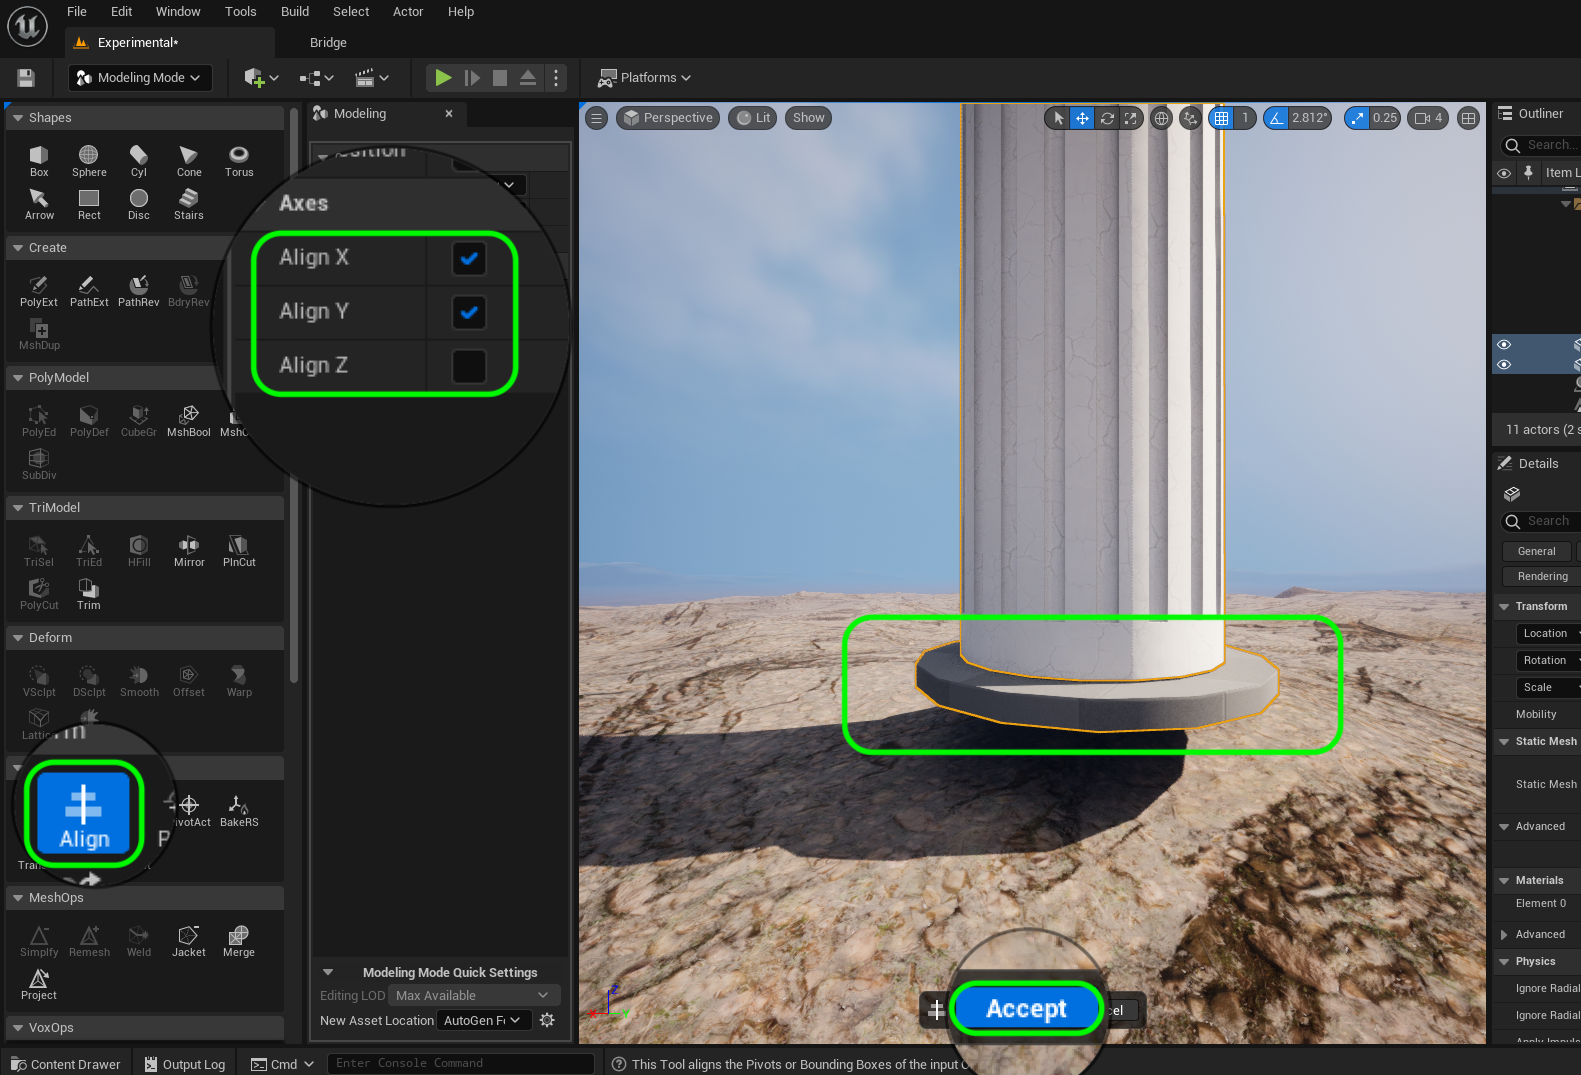 File Edit Window Tools Build Select Actor Help
Experimental* Bridge
Modeling Mode Platforms
Shapes
Box Sphere Cyl Cone Torus
Arrow Rect Disc Stairs
Create
PolyExt PathExt PathRev BdryRev
MshDup
PolyModel
PolyEd PolyDef CubeGr MshBool
SubDiv
TriModel
TriSel TriEd HFill Mirror PlnCut
PolyCut Trim
Deform
VSclpt DSclpt Smooth Offset Warp
Align
BakeRS
MeshOps
Simplfy Remesh Weld Jacket Merge
Project
VoxOps
Modeling
Axes
Align X
Align Y
Align Z
Modeling Mode Quick Settings
Editing LOD Max Available
New Asset Location AutoGen
Perspective Lit Show
1 2.812° 0.25 4
Accept
Outliner
Search...
Item
11 actors (2
Details
Search
General
Rendering
Transform
Location
Rotation
Scale
Mobility
Static Mesh
Static Mesh
Advanced
Materials
Element 0
Advanced
Physics
Ignore Radial
Ignore Radial
Content Drawer Output Log Cmd Enter Console Command This Tool aligns the Pivots or Bounding Boxes of the input